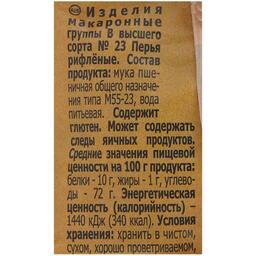 Изделия
макаронные
группы В высшего
сорта № 23 Перья
рифлёные. Состав
продукта: мука пше-
ничная общего назна-
чения типа М55-23, вода
питьевая. Содержит
глютен. Может содержать
следы яичных продуктов.
Средние значения пищевой
ценности на 100 г продукта:
белки - 10 г, жиры - 1 г, углево-
ды - 72 г. Энергетическая
ценность (калорийность) -
1440 кДж (340 ккал). Условия
хранения: хранить в чистом,
сухом, хорошо проветриваемом,